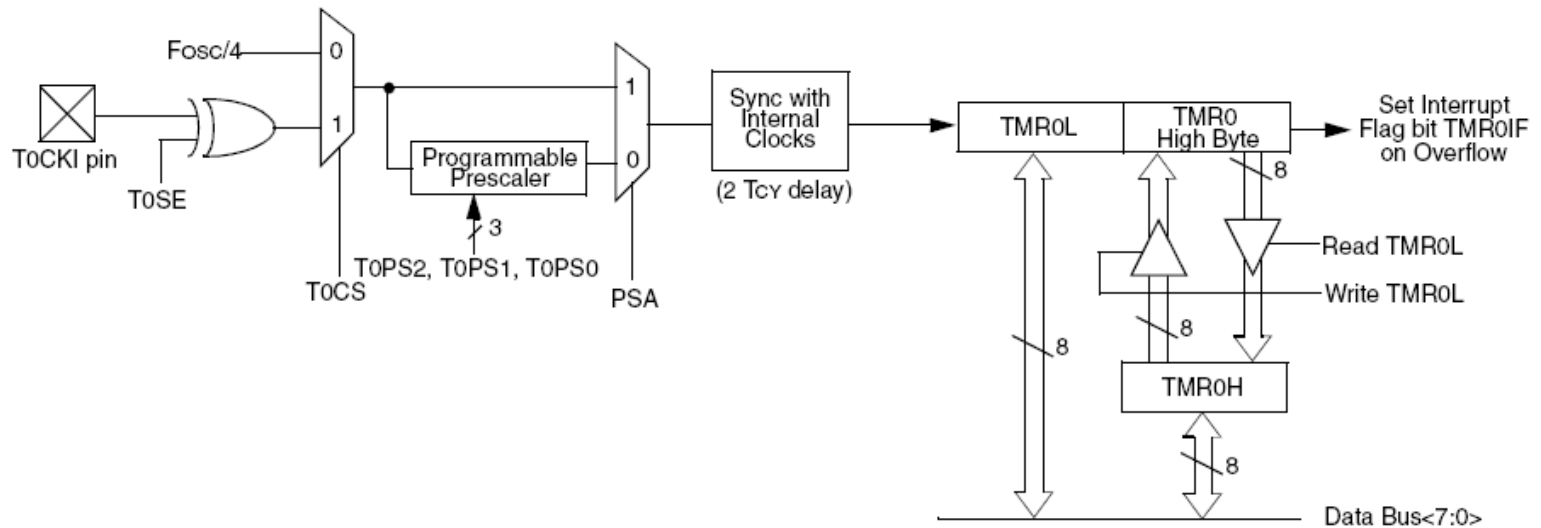 Fosc/4
0
1
T0CKI pin
T0SE
T0CS
Programmable
Prescaler
3
T0PS2, T0PS1, T0PS0
1
0
PSA
Sync with
Internal
Clocks
(2 TCY delay)
TMR0L
TMR0
High Byte
Set Interrupt
Flag bit TMR0IF
on Overflow
8
Read TMR0L
Write TMR0L
8
8
TMR0H
8
Data Bus<7:0>